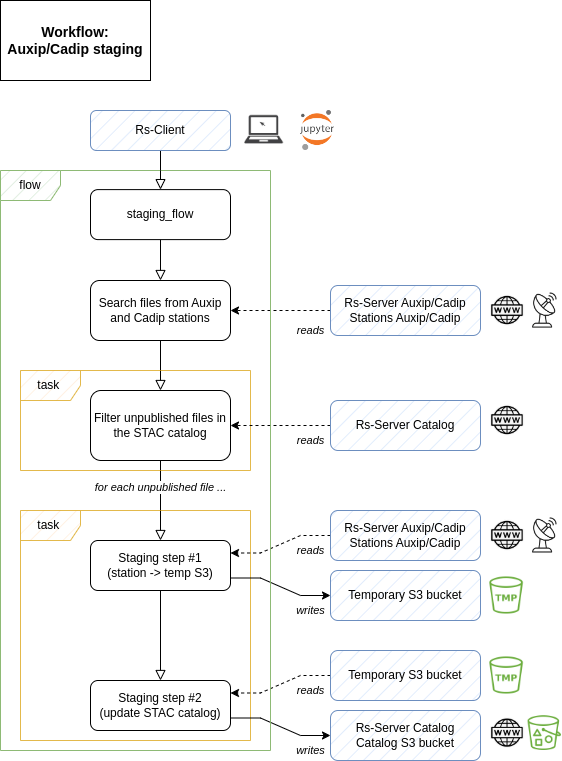 Workflow:
Auxip/Cadip staging
Rs-Client
jupyter
flow
staging_flow
Search files from Auxip
and Cadip stations
reads
Rs-Server Auxip/Cadip
Stations Auxip/Cadip
WWW
task
Filter unpublished files in
the STAC catalog
reads
Rs-Server Catalog
WWW
for each unpublished file ...
task
Staging step #1
(station -> temp S3)
reads
Rs-Server Auxip/Cadip
Stations Auxip/Cadip
WWW
writes
Temporary S3 bucket
TMP
Staging step #2
(update STAC catalog)
reads
Temporary S3 bucket
TMP
writes
Rs-Server Catalog
Catalog S3 bucket
WWW